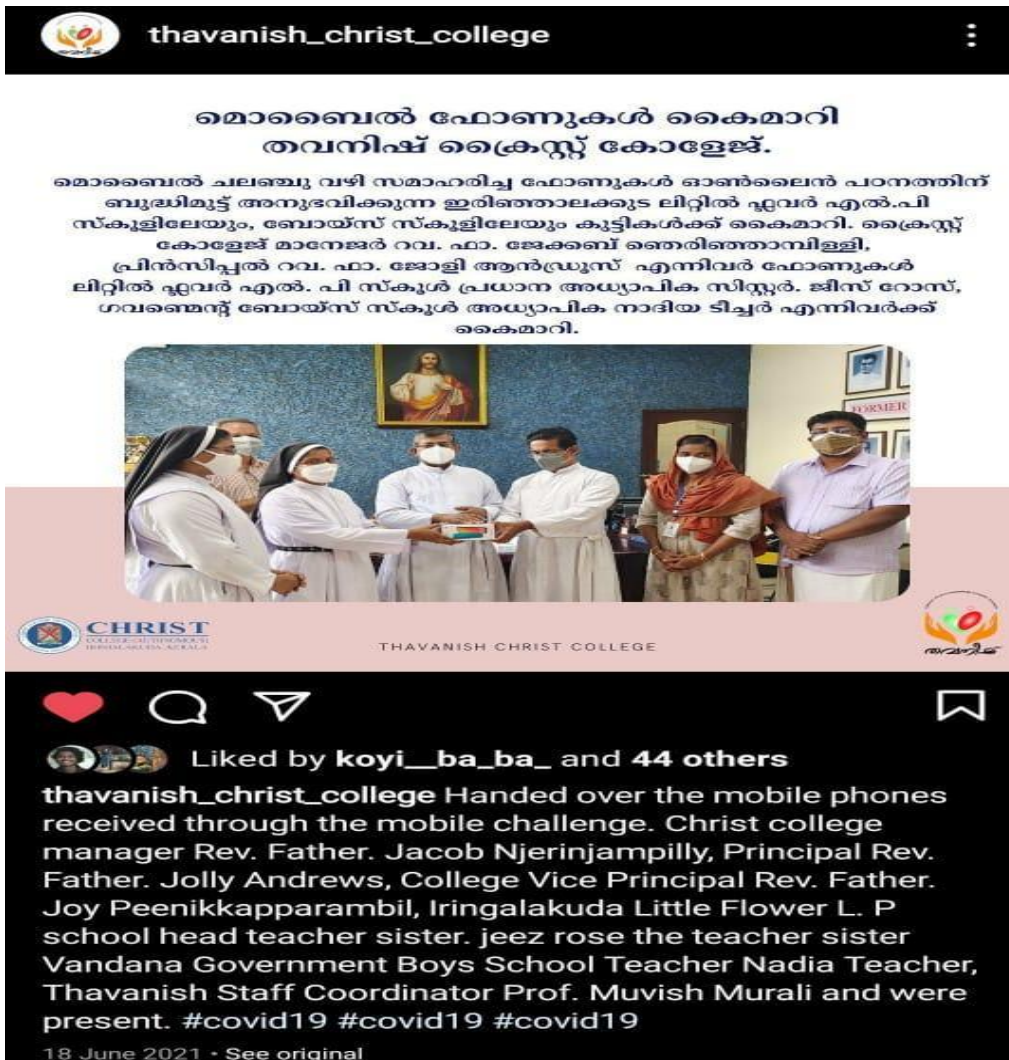 thavanish_christ_college
മൊബൈൽ ഫോണുകൾ കൈമാറി
തവനിഷ് ക്രൈസ്റ്റ് കോളേജ്.
മൊബൈൽ ചലഞ്ചു വഴി സമാഹരിച്ച ഫോണുകൾ ഓൺലൈൻ പഠനത്തിന്
ബുദ്ധിമുട്ട് അനുഭവിക്കുന്ന ഇരിഞ്ഞാലക്കുട ലിറ്റിൽ ഫ്ലവർ എൽ.പി
സ്കൂളിലേയും, ബോയ്സ് സ്കൂളിലേയും കുട്ടികൾക്ക് കൈമാറി. ക്രൈസ്റ്റ്
കോളേജ് മാനേജർ റവ. ഫാ. ജേക്കബ് ഞെരിഞ്ഞാമ്പിള്ളി,
പ്രിൻസിപ്പൽ റവ. ഫാ. ജോളി ആൻഡ്രൂസ് എന്നിവർ ഫോണുകൾ
ലിറ്റിൽ ഫ്ലവർ എൽ. പി സ്കൂൾ പ്രധാന അധ്യാപിക സിസ്റ്റർ. ജീസ് റോസ്,
ഗവണ്മെന്റ് ബോയ്സ് സ്കൂൾ അധ്യാപിക നാദിയ ടീച്ചർ എന്നിവർക്ക്
കൈമാറി.
FORMER
CHRIST
COLLEGE (AUTONOMOUS)
IRINJALAKUDA, KERALA
THAVANISH CHRIST COLLEGE
തവനിഷ്
Liked by koyi__ba_ba_ and 44 others
thavanish_christ_college Handed over the mobile phones
received through the mobile challenge. Christ college
manager Rev. Father. Jacob Njerinjampilly, Principal Rev.
Father. Jolly Andrews, College Vice Principal Rev. Father.
Joy Peenikkapparambil, Iringalakuda Little Flower L. P
school head teacher sister. jeez rose the teacher sister
Vandana Government Boys School Teacher Nadia Teacher,
Thavanish Staff Coordinator Prof. Muvish Murali and were
present. #covid19 #covid19 #covid19
18 June 2021 • See original